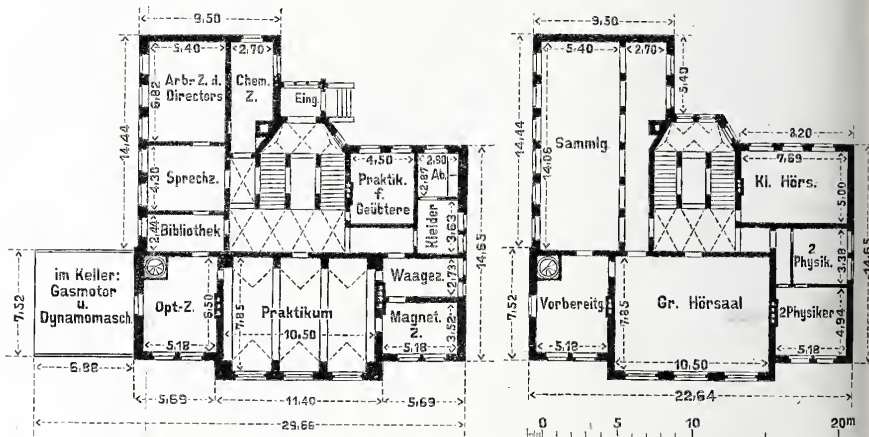 9,50
5,40
2,70
Arb.-Z. d.
Directors
6,82
Chem.
Z.
Eing.
14,44
Sprechz.
4,30
Bibliothek
2,44
4,50
2,90
Praktik.
f.
Geübtere
2,87
Ab.
Kleider
3,63
14,65
im Keller:
Gasmotor
u.
Dynamomasch.
7,52
Opt-Z.
6,50
5,18
7,85
Praktikum
10,50
Waagez.
2,73
Magnet.
Z.
3,52
5,18
6,88
5,69
11,40
5,69
29,66
9,50
5,40
2,70
5,40
14,44
14,06
Sammlg.
8,20
7,69
Kl. Hörs.
5,00
14,65
2
Physik.
3,38
7,52
Vorbereitg.
5,18
7,85
Gr. Hörsaal
10,50
2 Physiker
4,94
5,18
22,64
0 5 10 20m